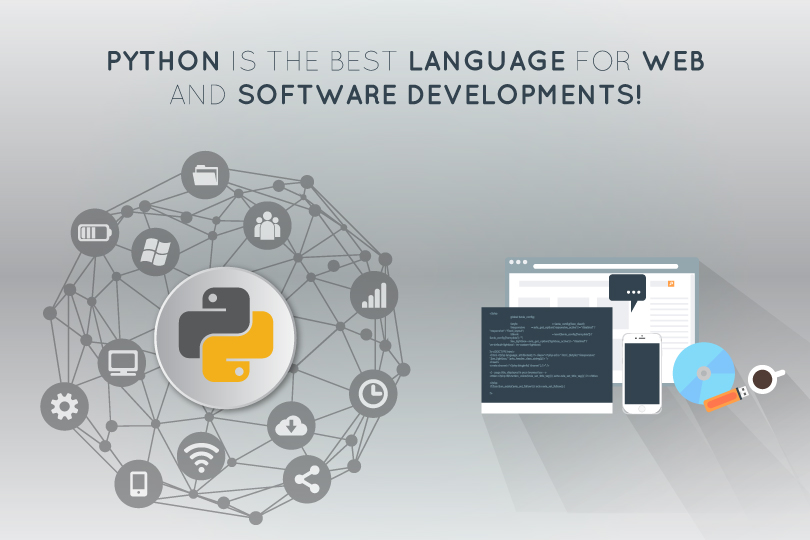 PYTHON IS THE BEST LANGUAGE FOR WEB
AND SOFTWARE DEVELOPMENTS!